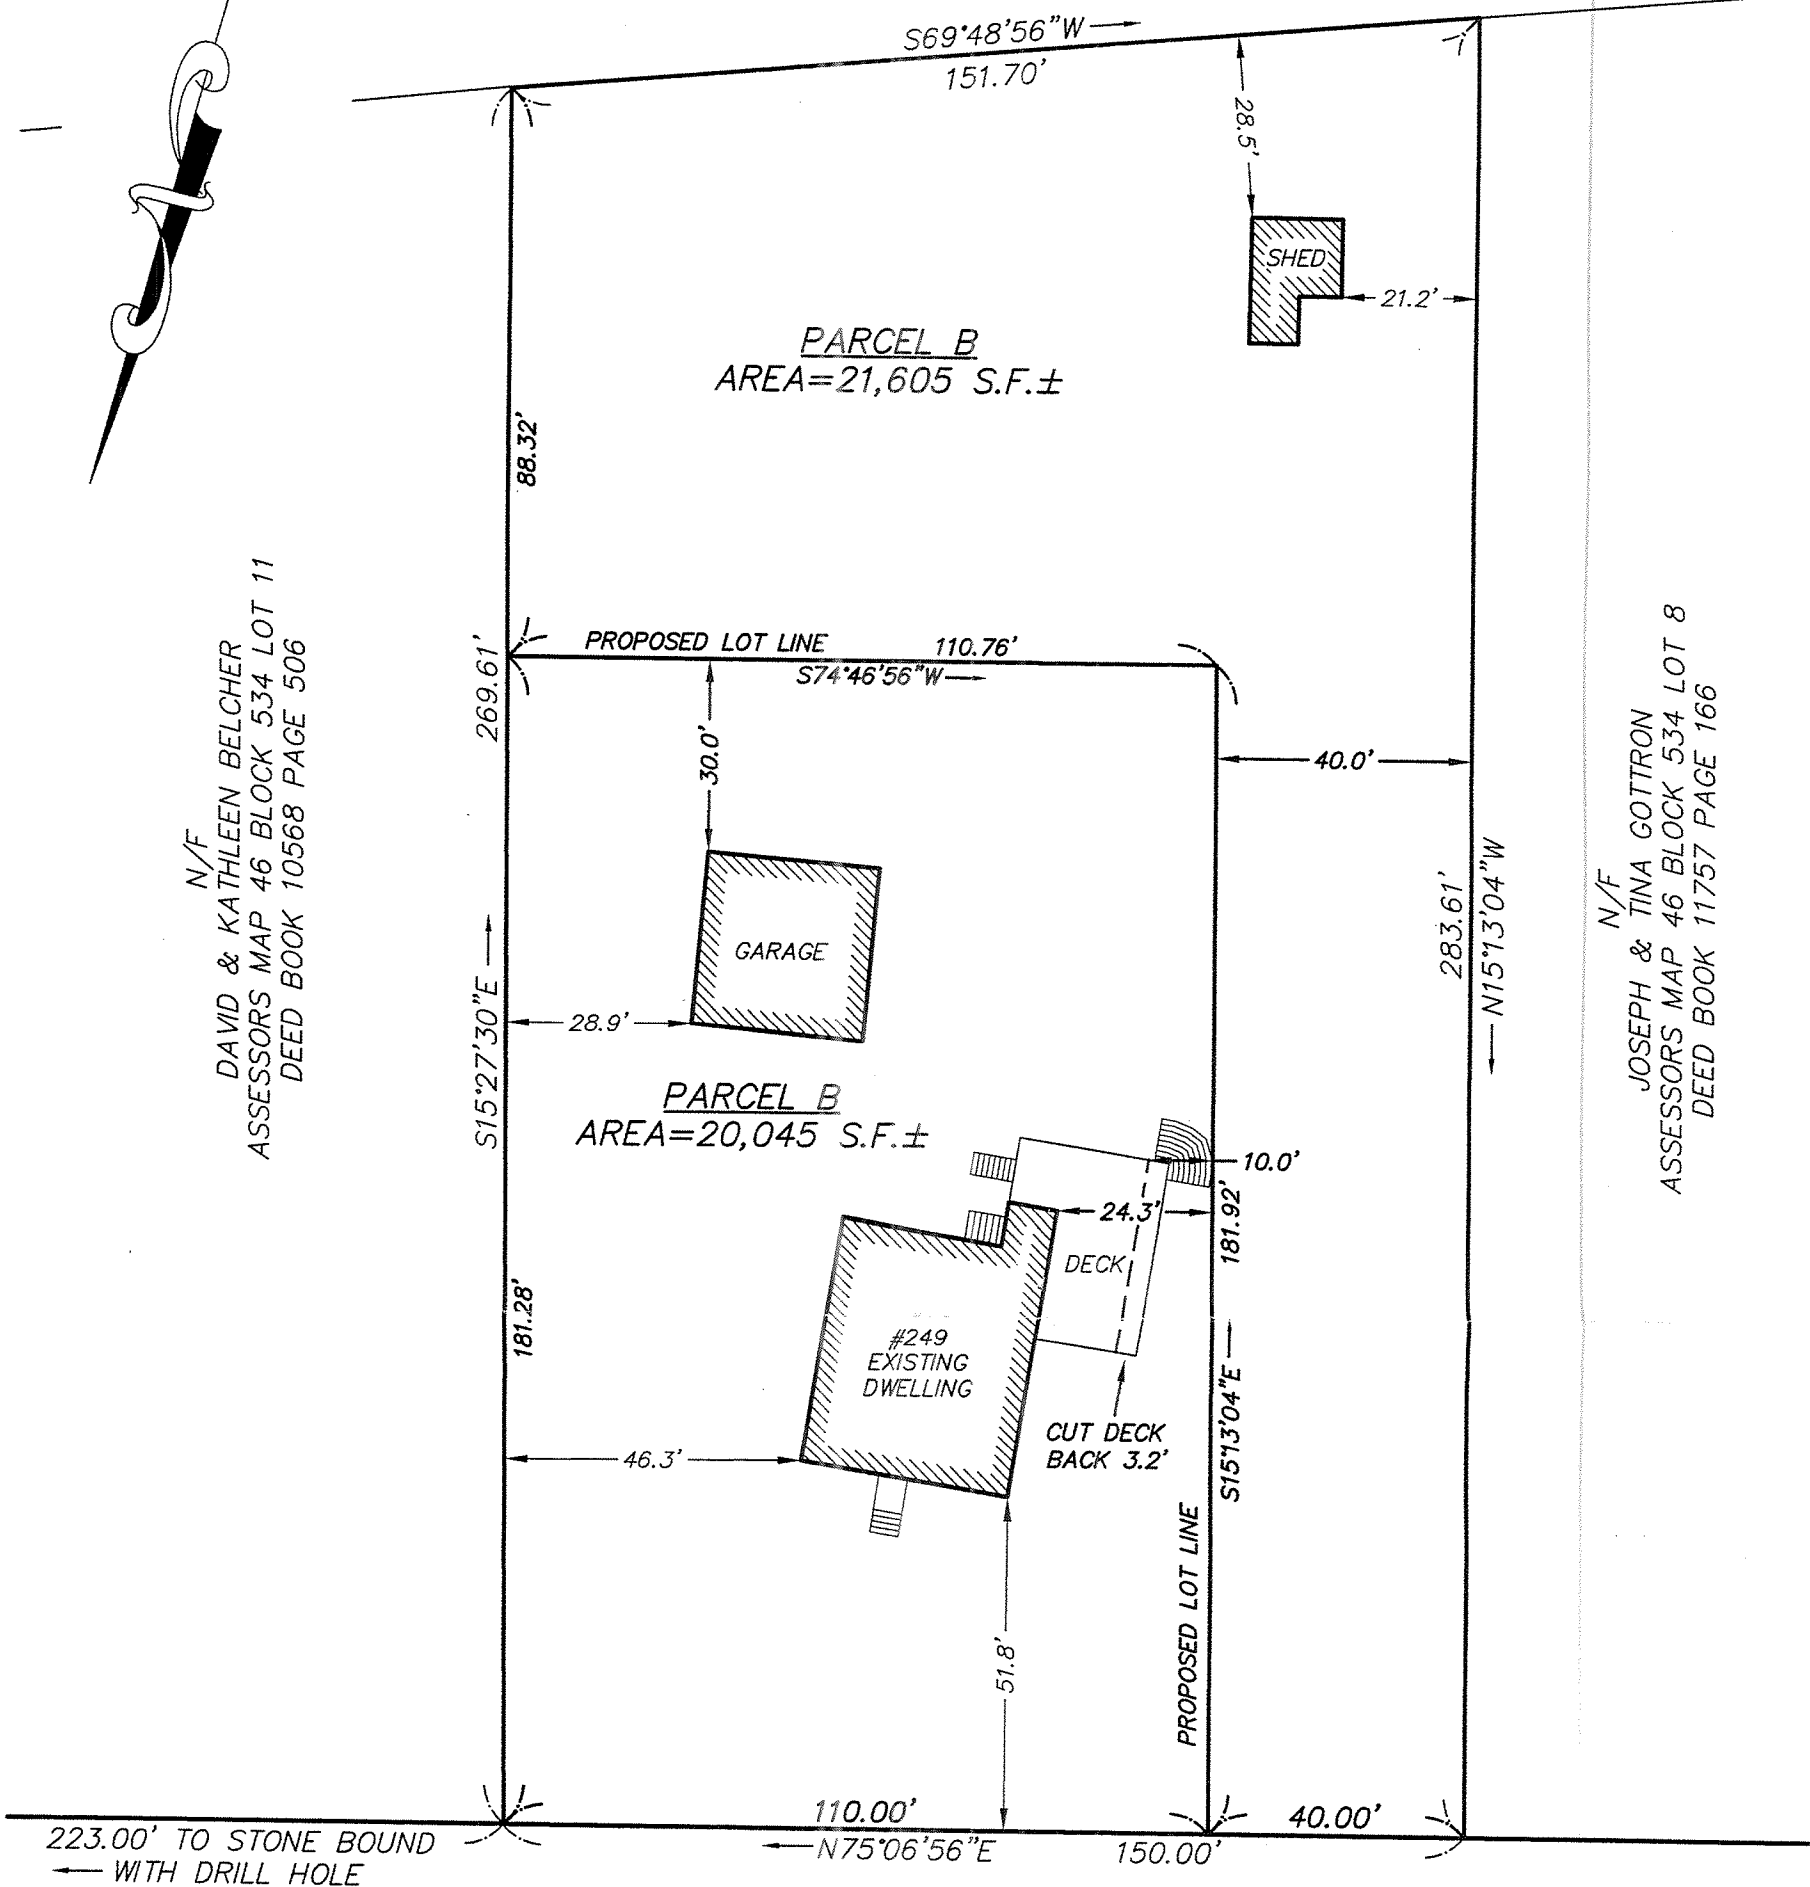 S69°48'56"W
151.70'
28.5'
SHED
21.2'
PARCEL B
AREA=21,605 S.F.±
88.32'
269.61'
S15°27'30"E
PROPOSED LOT LINE 110.76'
S74°46'56"W
30.0'
40.0'
N/F
DAVID & KATHLEEN BELCHER
ASSESSORS MAP 46 BLOCK 534 LOT 11
DEED BOOK 10568 PAGE 506
N/F
JOSEPH & TINA GOTTRON
ASSESSORS MAP 46 BLOCK 534 LOT 8
DEED BOOK 11757 PAGE 166
283.61'
N15°13'04"W
GARAGE
28.9'
PARCEL B
AREA=20,045 S.F.±
10.0'
24.3'
181.92'
DECK
181.28'
#249
EXISTING
DWELLING
S15°13'04"E
CUT DECK
BACK 3.2'
46.3'
PROPOSED LOT LINE
51.8'
110.00'
40.00'
N75°06'56"E
150.00'
223.00' TO STONE BOUND
WITH DRILL HOLE